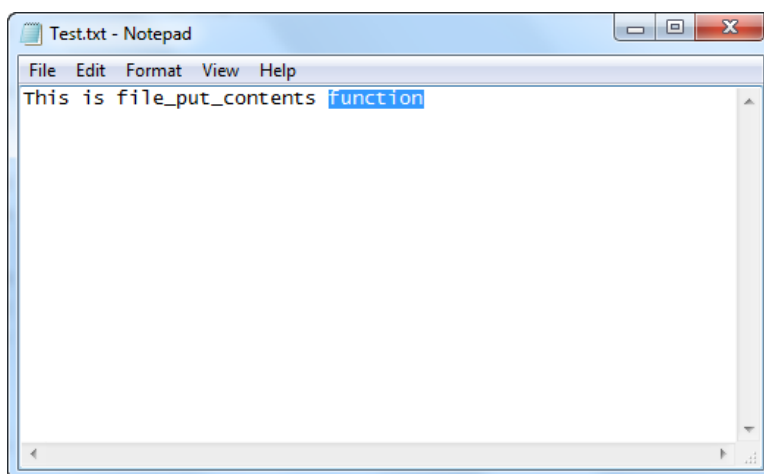 Test.txt - Notepad
File Edit Format View Help
This is file_put_contents function